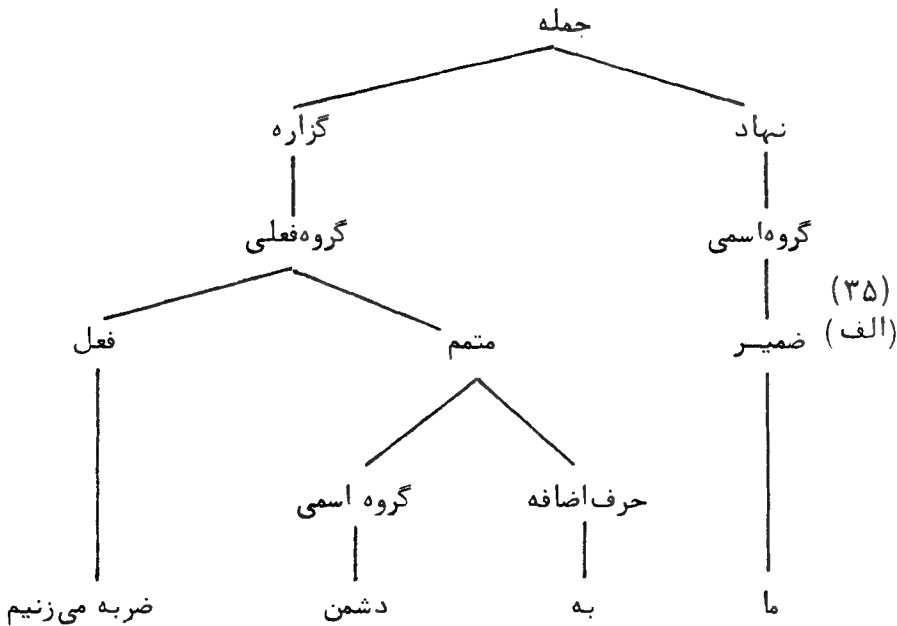 جمله
نهاد گزاره
گروه‌اسمی گروه‌فعلی
(۳۵)
(الف) ضمیر متمم فعل
حرف‌اضافه گروه اسمی
ما به دشمن ضربه می‌زنیم